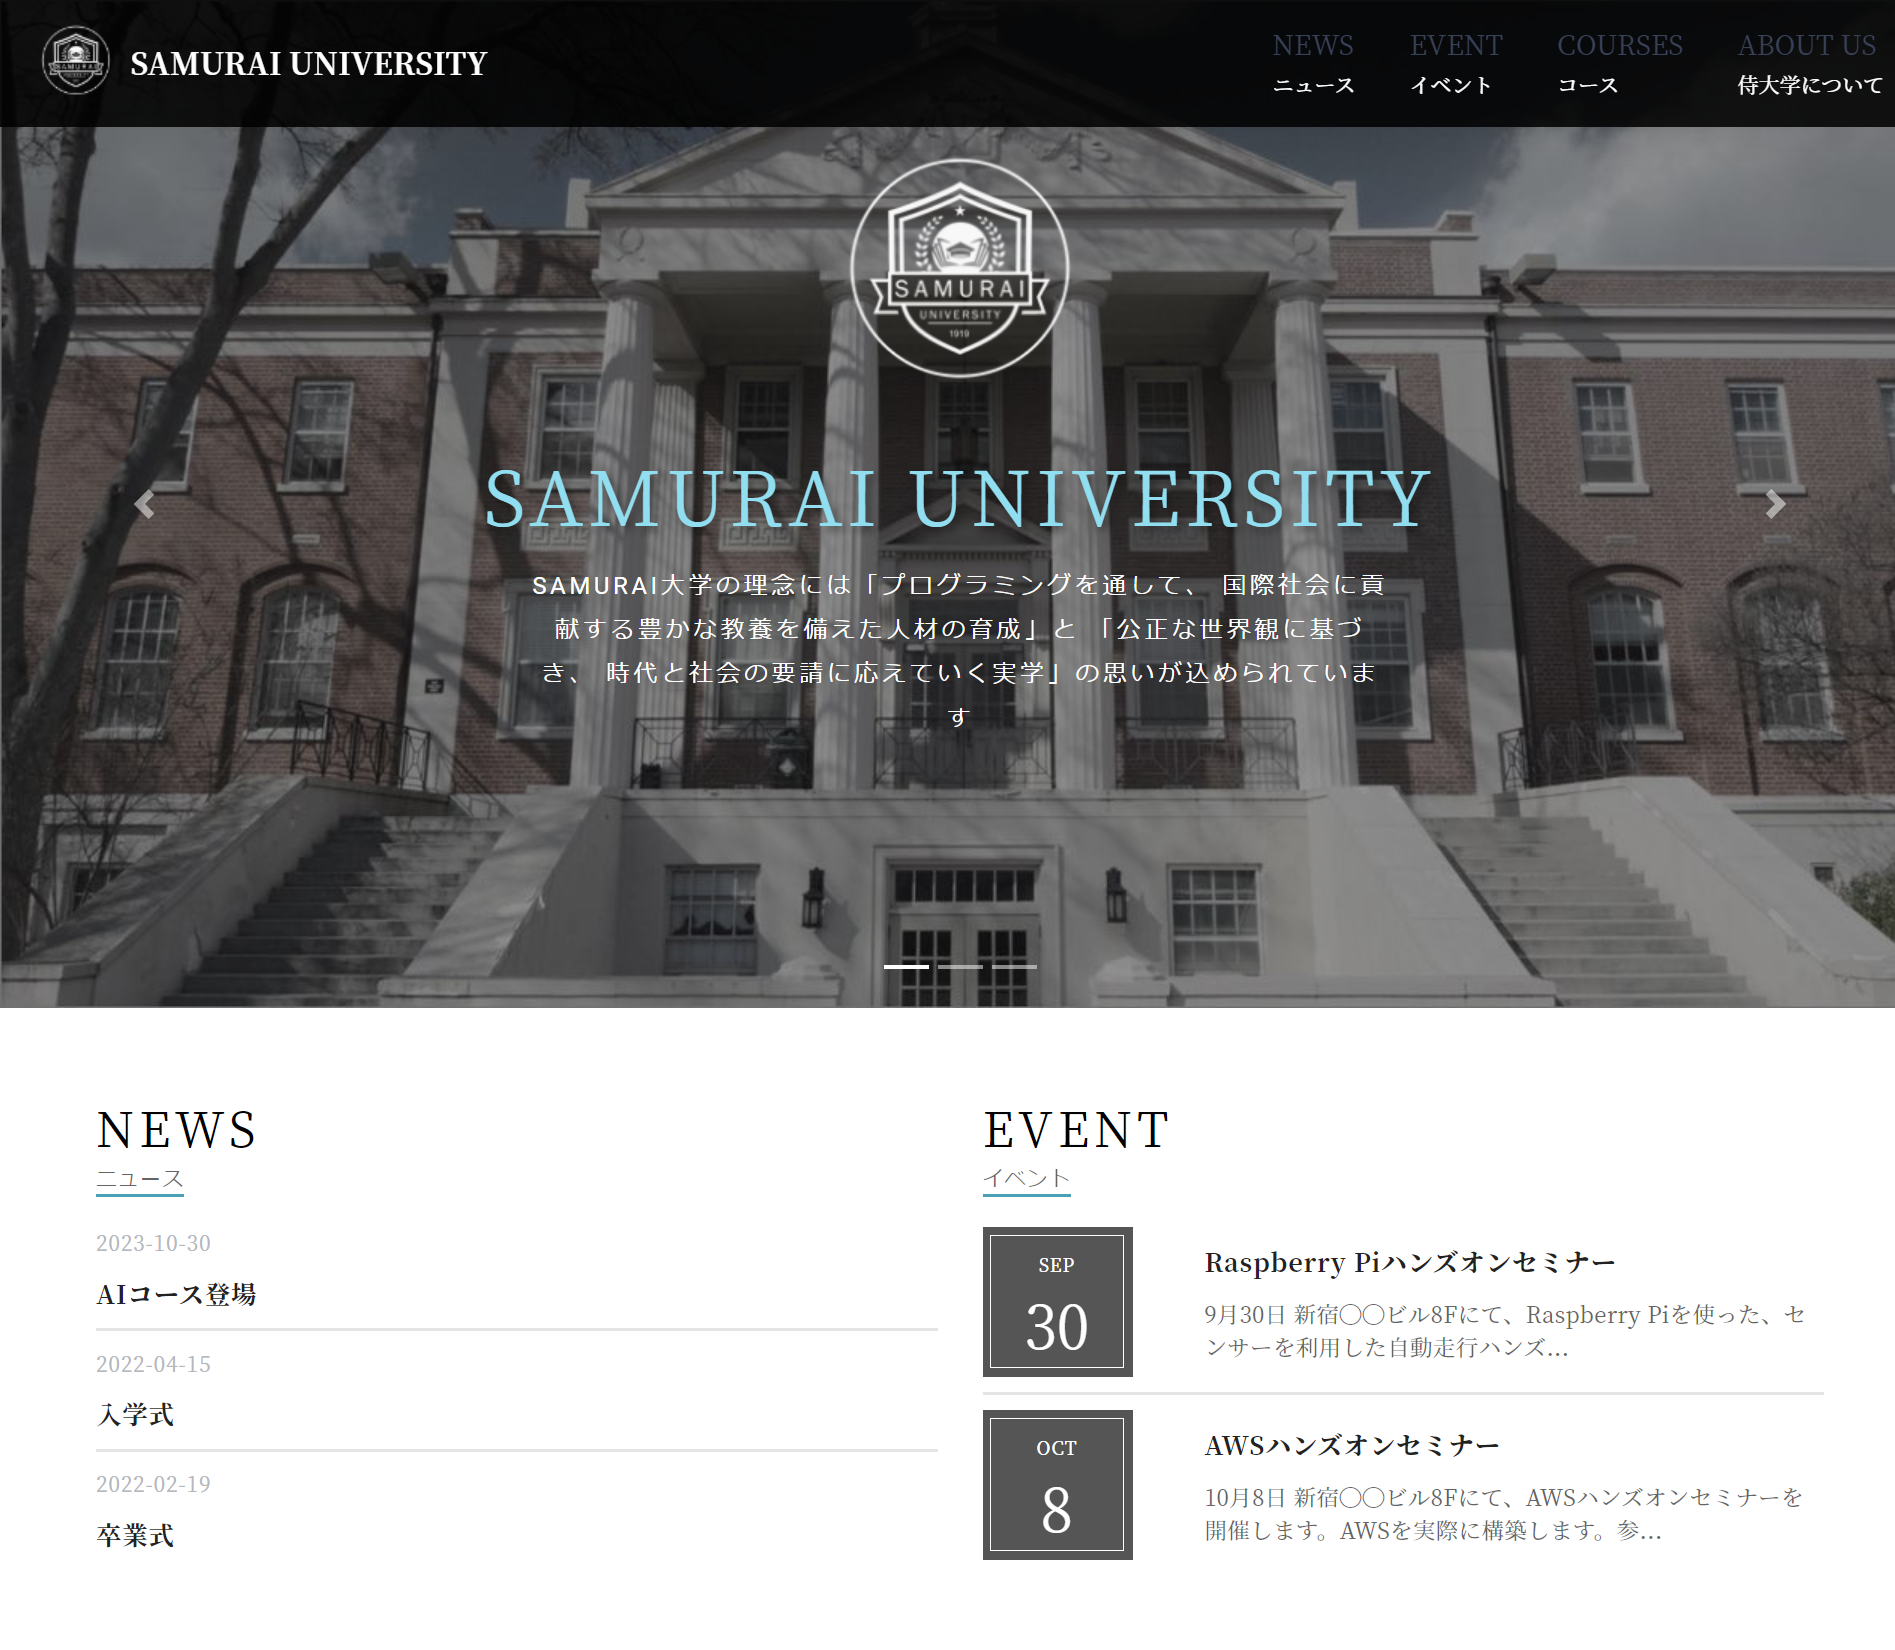 SAMURAI UNIVERSITY
NEWS
ニュース
EVENT
イベント
COURSES
コース
ABOUT US
侍大学について
SAMURAI
UNIVERSITY
1919
SAMURAI UNIVERSITY
SAMURAI大学の理念には「プログラミングを通して、 国際社会に貢
献する豊かな教養を備えた人材の育成」と 「公正な世界観に基づ
き、 時代と社会の要請に応えていく実学」の思いが込められていま
す
NEWS
ニュース
2023-10-30
AIコース登場
2022-04-15
入学式
2022-02-19
卒業式
EVENT
イベント
SEP
30
Raspberry Piハンズオンセミナー
9月30日 新宿◯◯ビル8Fにて、Raspberry Piを使った、セ
ンサーを利用した自動走行ハンズ...
OCT
8
AWSハンズオンセミナー
10月8日 新宿◯◯ビル8Fにて、AWSハンズオンセミナーを
開催します。AWSを実際に構築します。参...